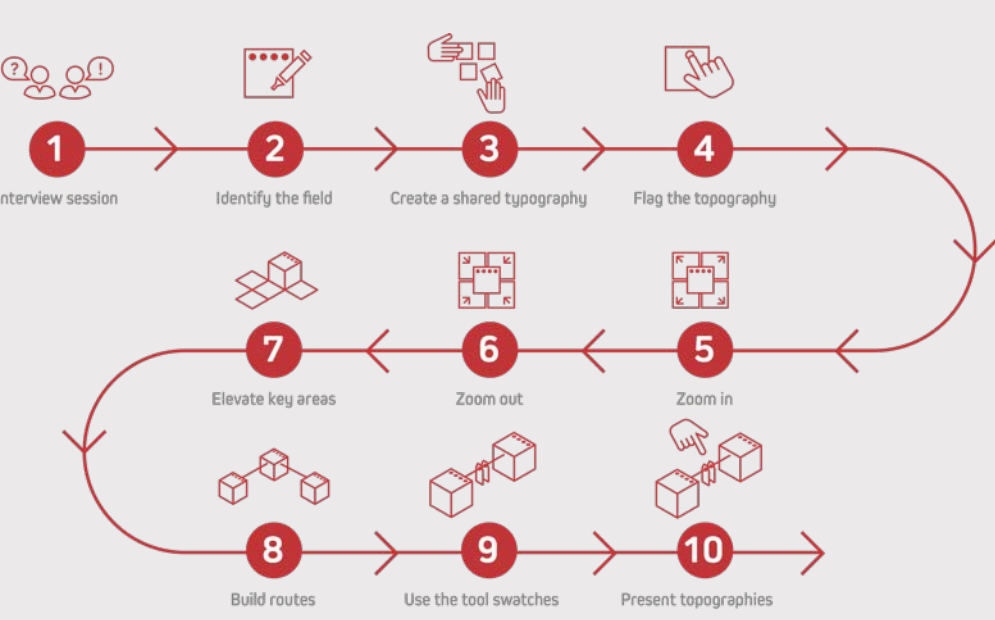 ?
!
1
2
3
4
nterview session
Identify the field
Create a shared typography
Flag the topography
7
6
5
Elevate key areas
Zoom out
Zoom in
8
9
10
Build routes
Use the tool swatches
Present topographies